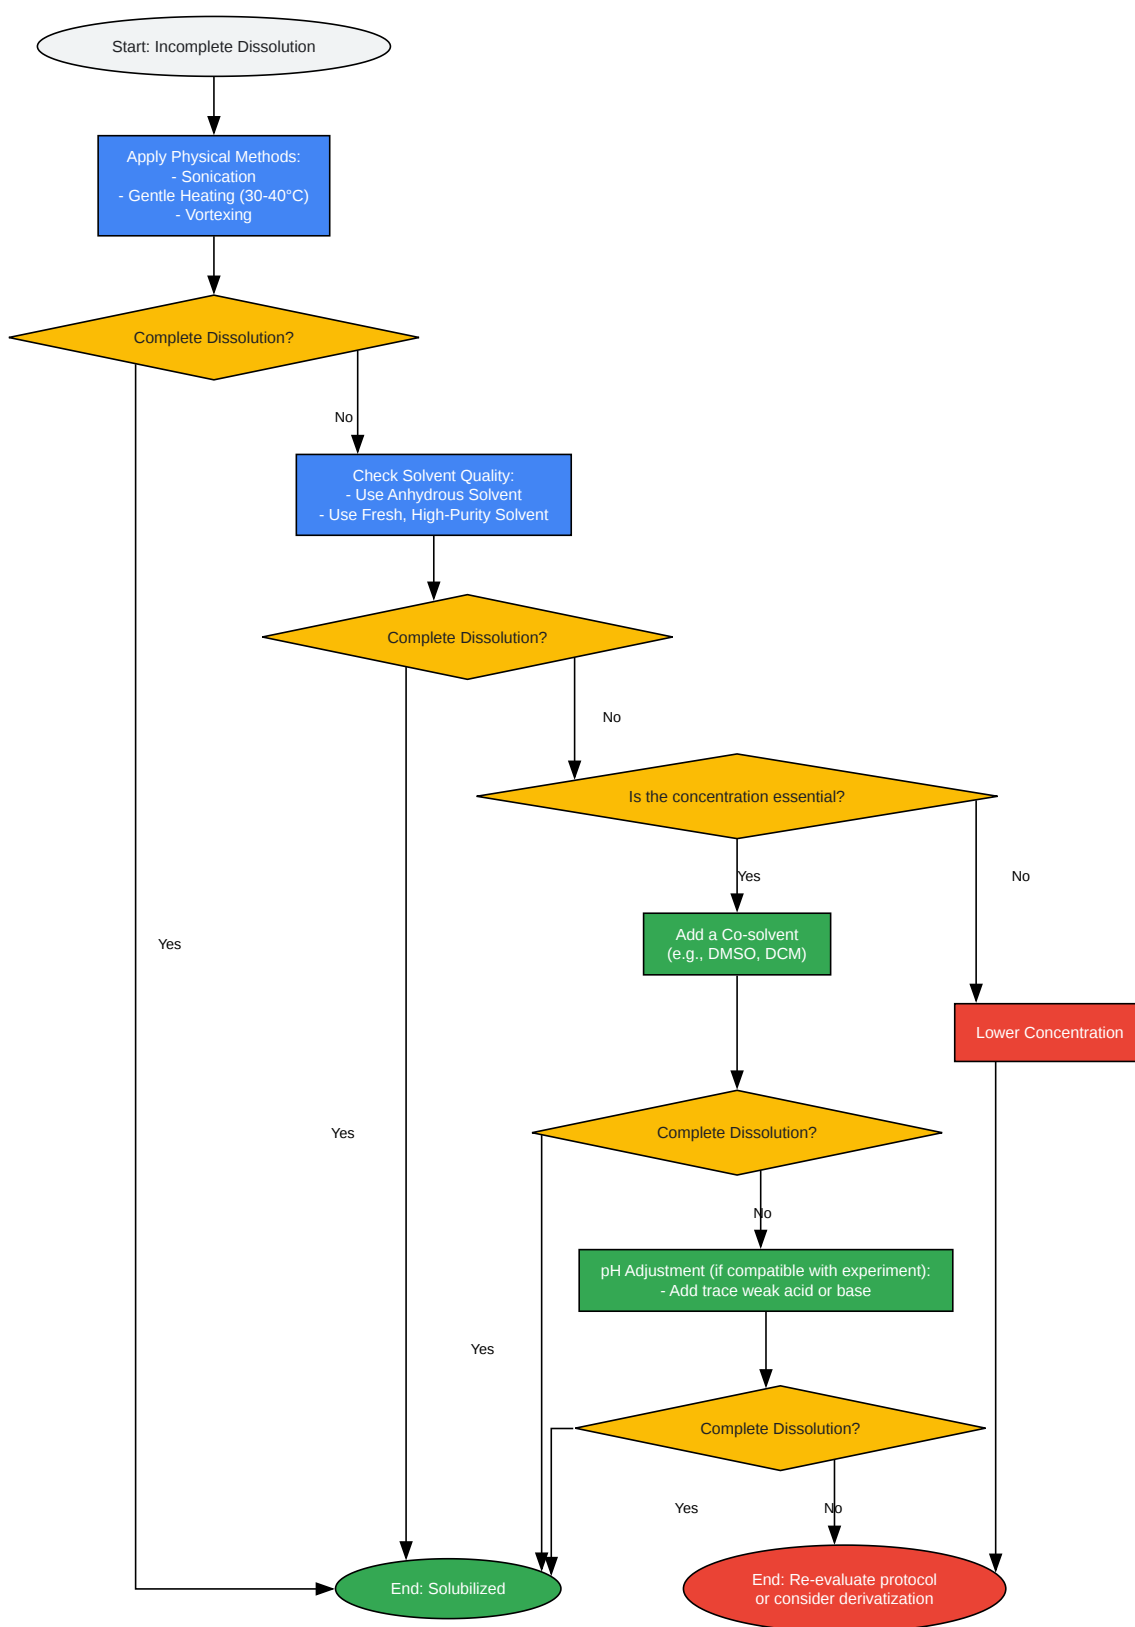 Start: Incomplete Dissolution
Apply Physical Methods:
- Sonication
- Gentle Heating (30-40°C)
- Vortexing
Complete Dissolution?
No
Check Solvent Quality:
- Use Anhydrous Solvent
- Use Fresh, High-Purity Solvent
Complete Dissolution?
No
Is the concentration essential?
Yes
No
Add a Co-solvent
(e.g., DMSO, DCM)
Yes
Lower Concentration
Complete Dissolution?
Yes
No
pH Adjustment (if compatible with experiment):
- Add trace weak acid or base
Yes
Complete Dissolution?
Yes
No
End: Solubilized
End: Re-evaluate protocol
or consider derivatization